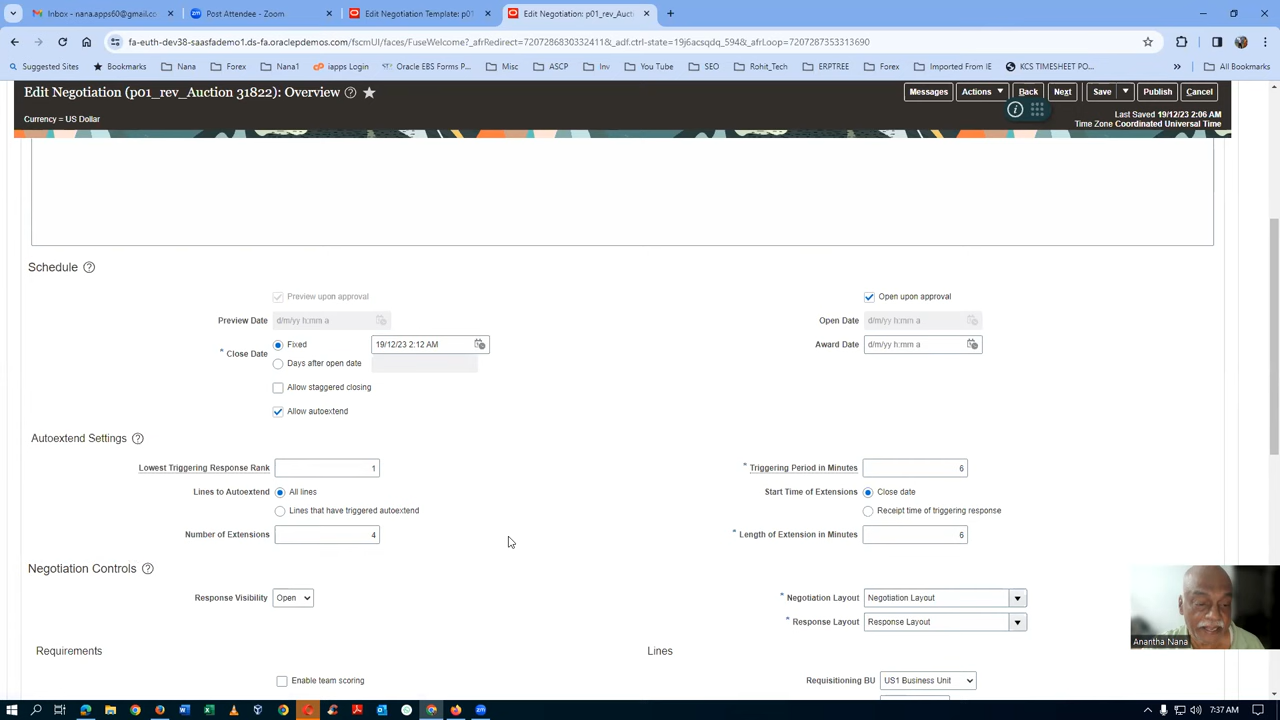 Inbox (170) - nana.apps60@gmail.co
(1) WhatsApp
Edit Negotiation Template: p01
Edit Negotiation: p01_rev_Aucti
fa-euth-dev38-saasfademo1.ds-fa.oraclepdemos.com/fscmUI/faces/FuseWelcome?_afrRedirect=7207286830332411&_adf.ctrl-state=19j6acsqdq_594&_afrLoop=7207287353313690
Suggested Sites Bookmarks Nana Forex Nana1 iapps Login Oracle EBS Forms P... Misc ASCP Inv You Tube SEO Rohit_Tech ERPTREE Forex Imported From IE KCS TIMESHEET PO... » All Bookmarks
Edit Negotiation (p01_rev_Auction 31822): Overview
Messages Actions Back Next Save Publish Cancel
Currency = US Dollar
Last Saved 19/12/23 2:06 AM
Time Zone Coordinated Universal Time
Schedule
Preview upon approval
Open upon approval
Preview Date d/m/yy h:mm a
Open Date d/m/yy h:mm a
* Close Date
Fixed 19/12/23 2:12 AM
Award Date d/m/yy h:mm a
Days after open date
Allow staggered closing
Allow autoextend
Autoextend Settings
Lowest Triggering Response Rank 1
* Triggering Period in Minutes 6
Lines to Autoextend All lines
Start Time of Extensions Close date
Lines that have triggered autoextend
Receipt time of triggering response
Number of Extensions 4
* Length of Extension in Minutes 6
Negotiation Controls
Response Visibility Open
* Negotiation Layout Negotiation Layout
* Response Layout Response Layout
Requirements
Lines
Enable team scoring
Requisitioning BU US1 Business Unit
Anantha Nana
7:37 AM